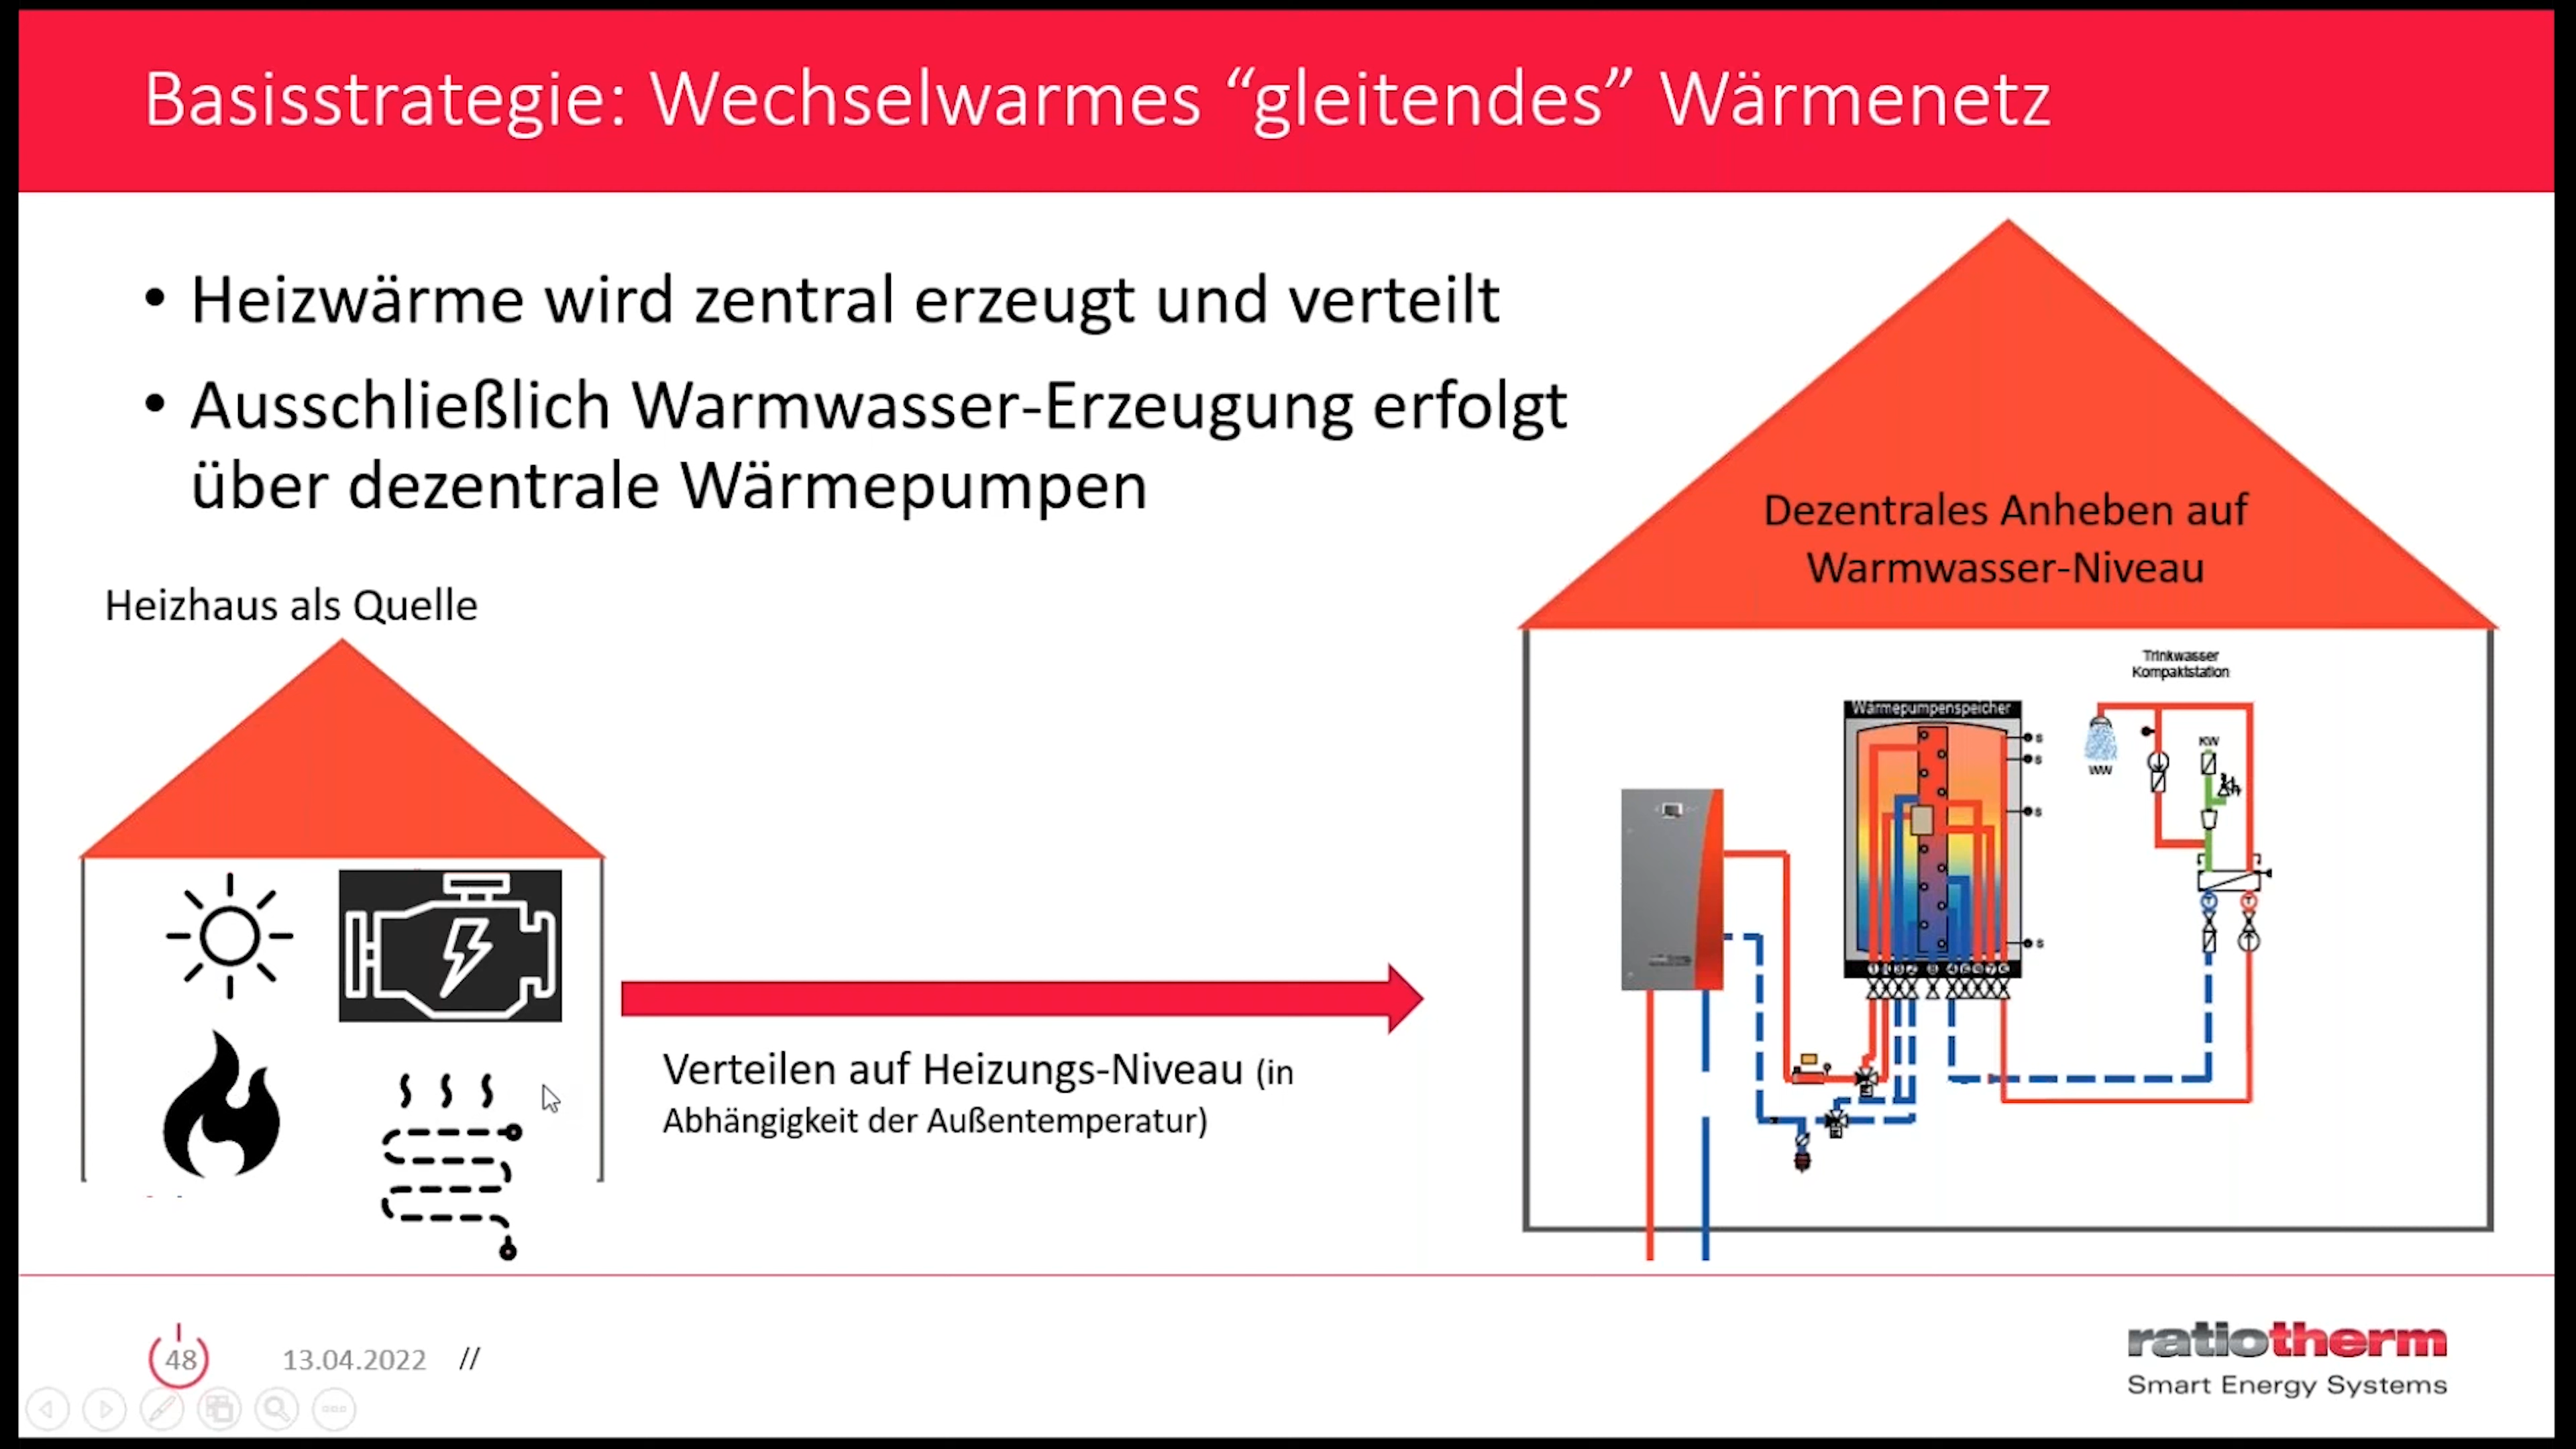 Basisstrategie: Wechselwarmes “gleitendes” Wärmenetz
• Heizwärme wird zentral erzeugt und verteilt
• Ausschließlich Warmwasser-Erzeugung erfolgt
über dezentrale Wärmepumpen
Heizhaus als Quelle
Verteilen auf Heizungs-Niveau (in
Abhängigkeit der Außentemperatur)
Dezentrales Anheben auf
Warmwasser-Niveau
Trinkwasser
Kompaktstation
Wärmepumpenspeicher
S
S
S
S
WW
KW
48
13.04.2022 //
ratiotherm
Smart Energy Systems